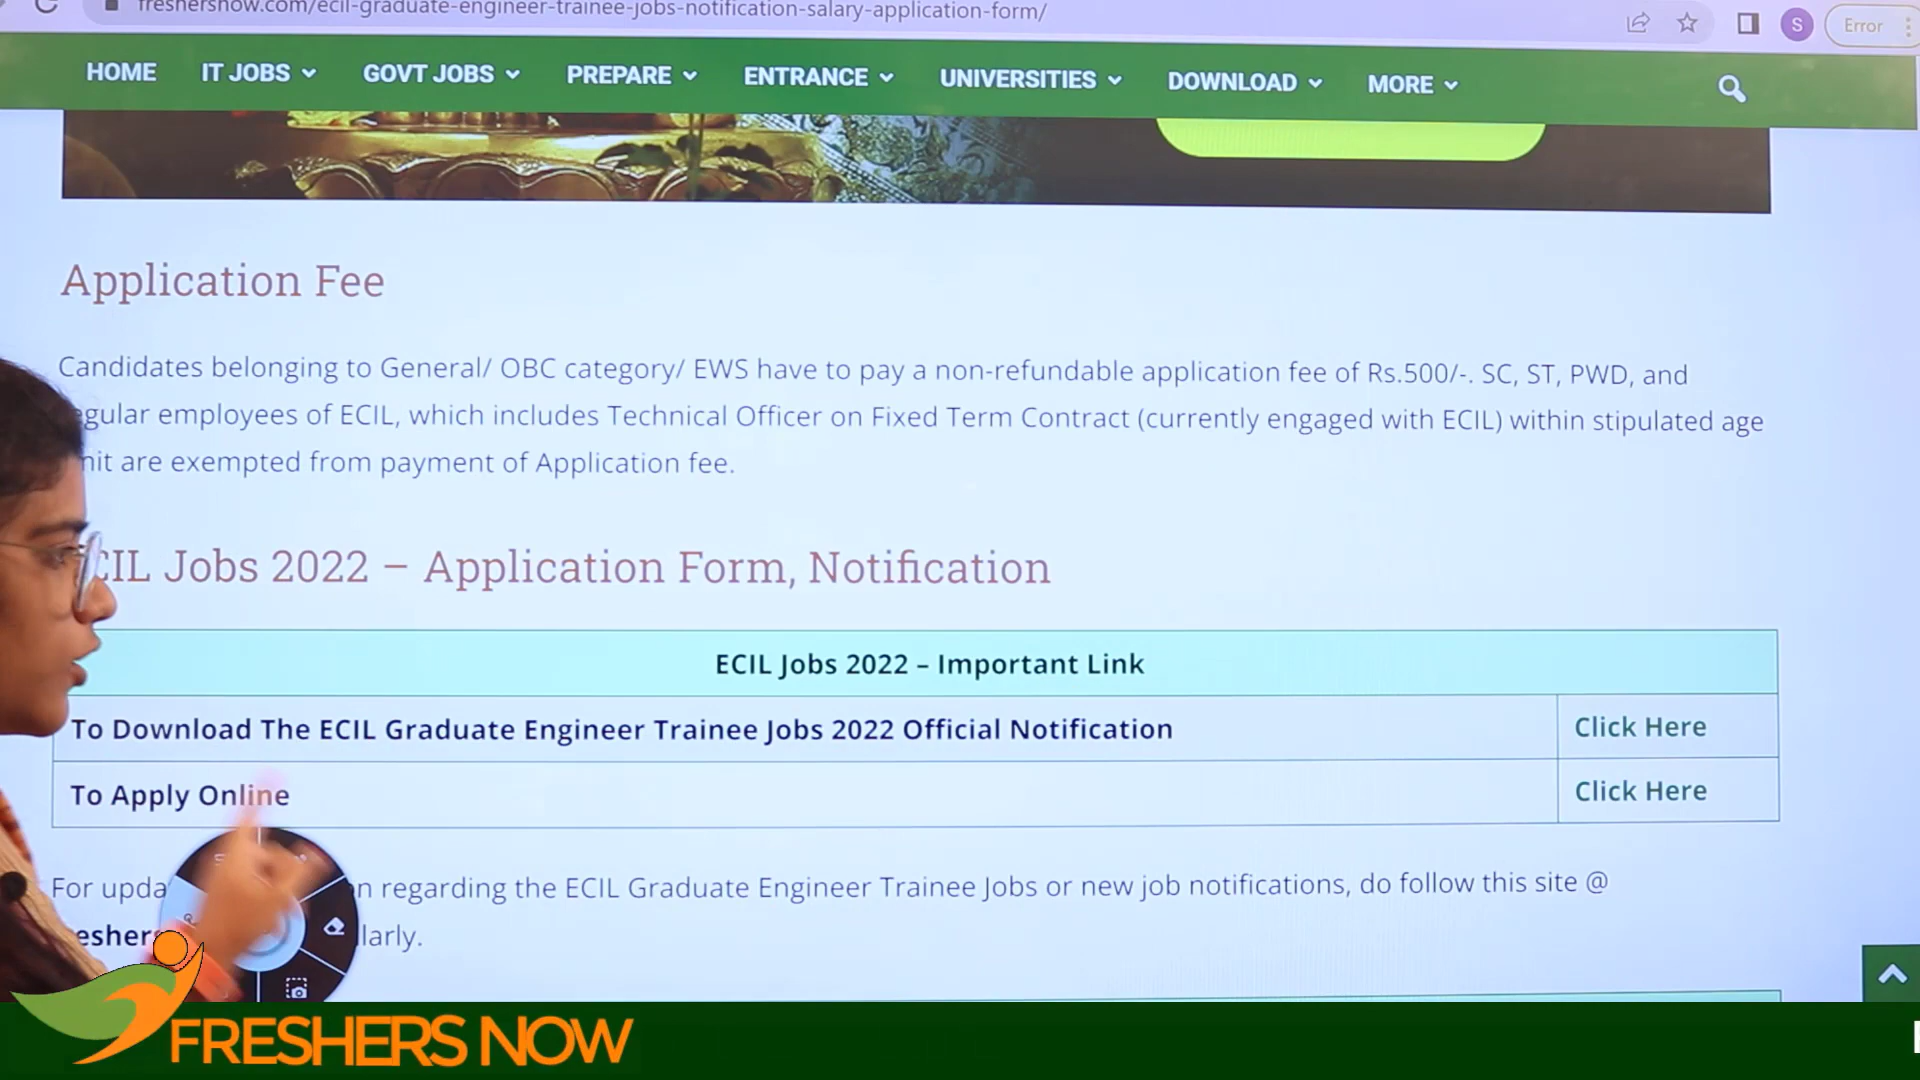 freshersnow.com/ecil-graduate-engineer-trainee-jobs-notification-salary-application-form/
S
Error
HOME IT JOBS GOVT JOBS PREPARE ENTRANCE UNIVERSITIES DOWNLOAD MORE
Application Fee
Candidates belonging to General/ OBC category/ EWS have to pay a non-refundable application fee of Rs.500/-. SC, ST, PWD, and
gular employees of ECIL, which includes Technical Officer on Fixed Term Contract (currently engaged with ECIL) within stipulated age
it are exempted from payment of Application fee.
CIL Jobs 2022 – Application Form, Notification
ECIL Jobs 2022 – Important Link
To Download The ECIL Graduate Engineer Trainee Jobs 2022 Official Notification Click Here
To Apply Online Click Here
For upda n regarding the ECIL Graduate Engineer Trainee Jobs or new job notifications, do follow this site @
eshers larly.
FRESHERS NOW